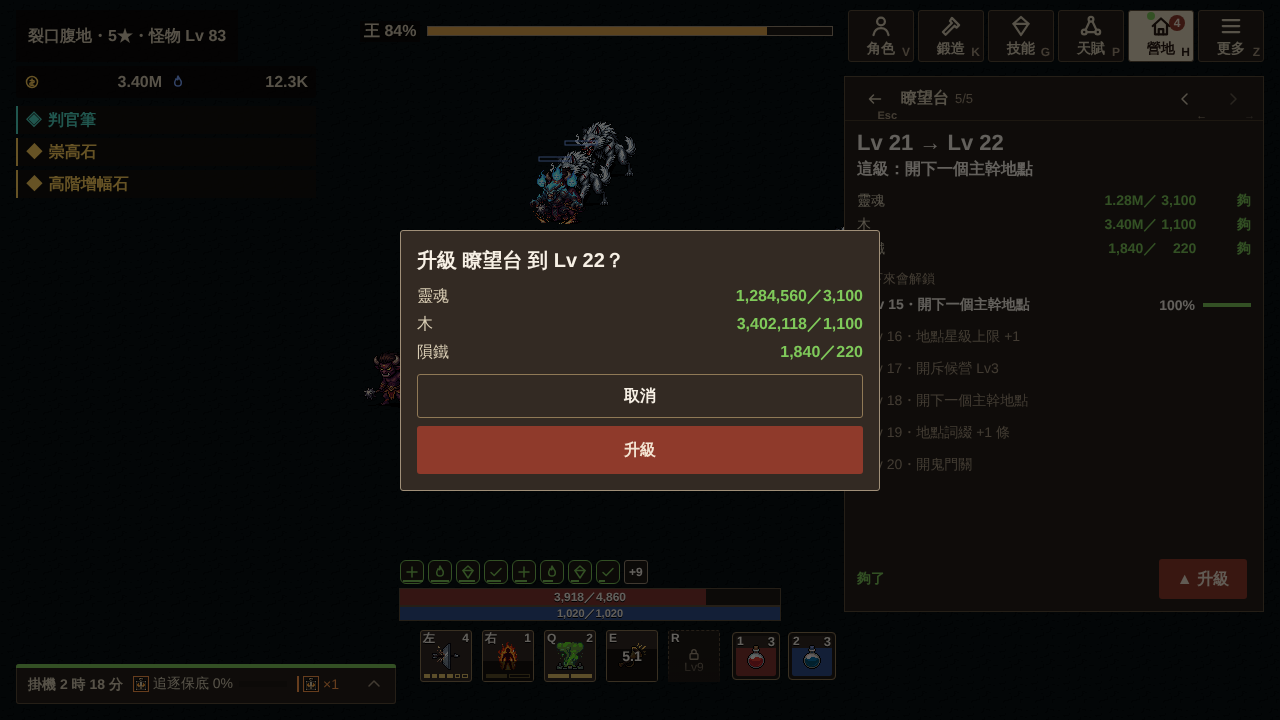 裂口腹地・5★・怪物 Lv 83
王 84%
角色 V
鍛造 K
技能 G
天賦 P
營地 H 4
更多 Z
3.40M 12.3K
判官筆
崇高石
高階增幅石
Esc
瞭望台 5/5
Lv 21 → Lv 22
這級：開下一個主幹地點
靈魂 1.28M／ 3,100 夠
木 3.40M／ 1,100 夠
鐵 1,840／ 220 夠
來會解鎖
15・開下一個主幹地點 100%
16・地點星級上限 +1
17・開斥候營 Lv3
18・開下一個主幹地點
19・地點詞綴 +1 條
20・開鬼門關
夠了
▲ 升級
升級 瞭望台 到 Lv 22？
靈魂 1,284,560／3,100
木 3,402,118／1,100
隕鐵 1,840／220
取消
升級
+9
3,918／4,860
1,020／1,020
左 4
右 1
Q 2
E 5.1
R Lv9
1 3
2 3
掛機 2 時 18 分 追逐保底 0% ×1